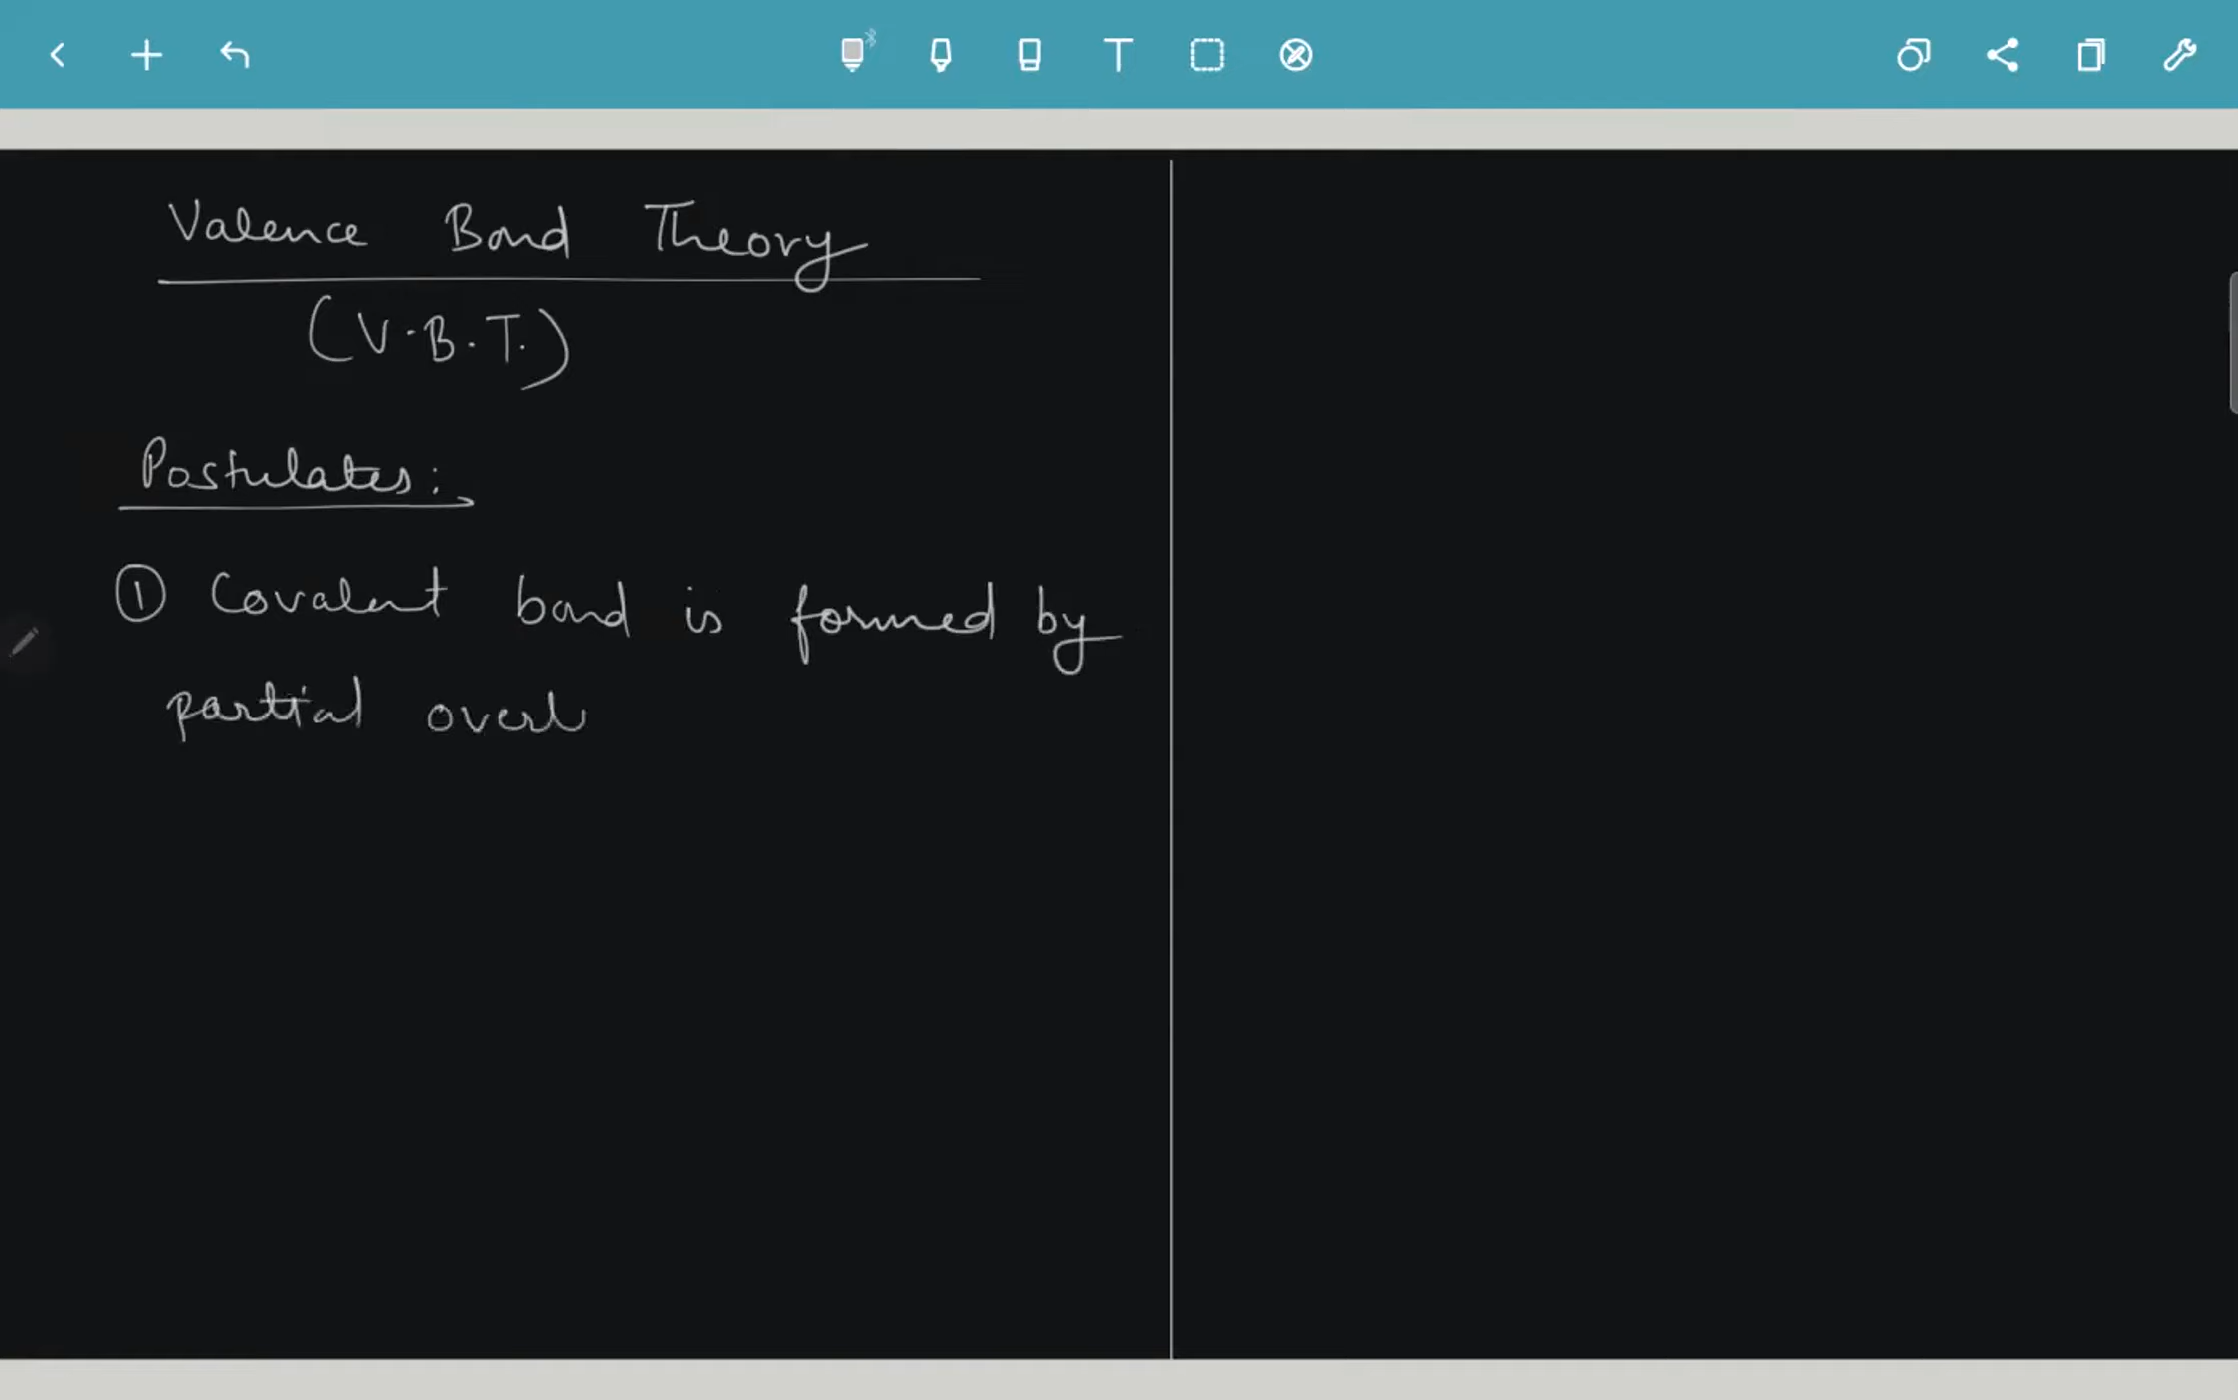 Valence Bond Theory
(V.B.T.)
Postulates:
① Covalent bond is formed by
partial overl